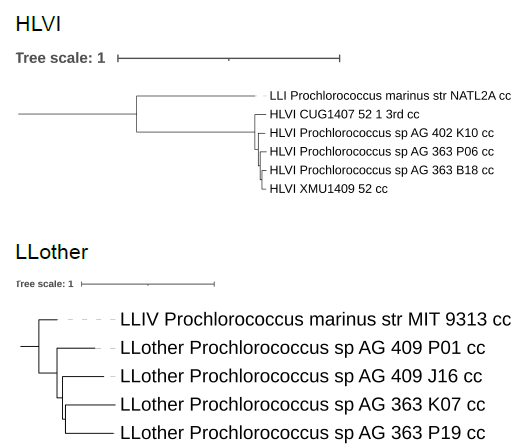 HLVI
Tree scale: 1
LLI Prochlorococcus marinus str NATL2A cc
HLVI CUG1407 52 1 3rd cc
HLVI Prochlorococcus sp AG 402 K10 cc
HLVI Prochlorococcus sp AG 363 P06 cc
HLVI Prochlorococcus sp AG 363 B18 cc
HLVI XMU1409 52 cc
LLother
Tree scale: 1
LLIV Prochlorococcus marinus str MIT 9313 cc
LLother Prochlorococcus sp AG 409 P01 cc
LLother Prochlorococcus sp AG 409 J16 cc
LLother Prochlorococcus sp AG 363 K07 cc
LLother Prochlorococcus sp AG 363 P19 cc